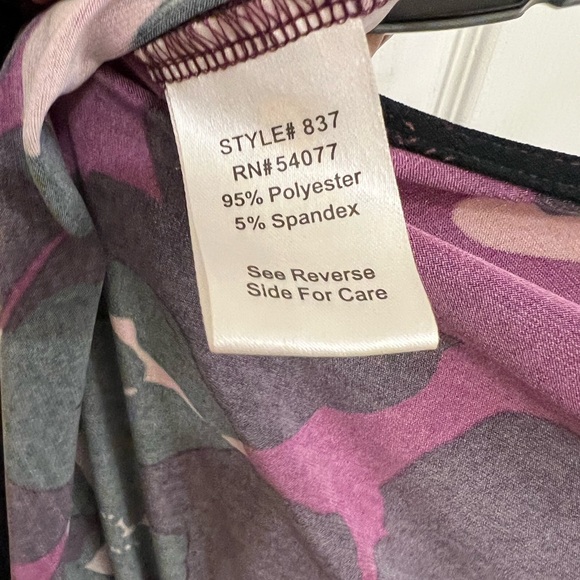 STYLE# 837
RN#54077
95% Polyester
5% Spandex
See Reverse
Side For Care